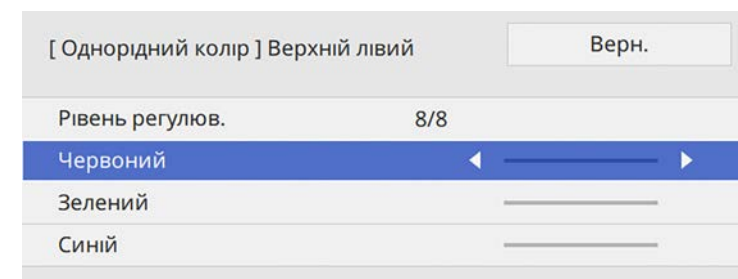 [ Однорідний колір ] Верхній лівий Верн.
Рівень регулюв. 8/8
Червоний
Зелений
Синій